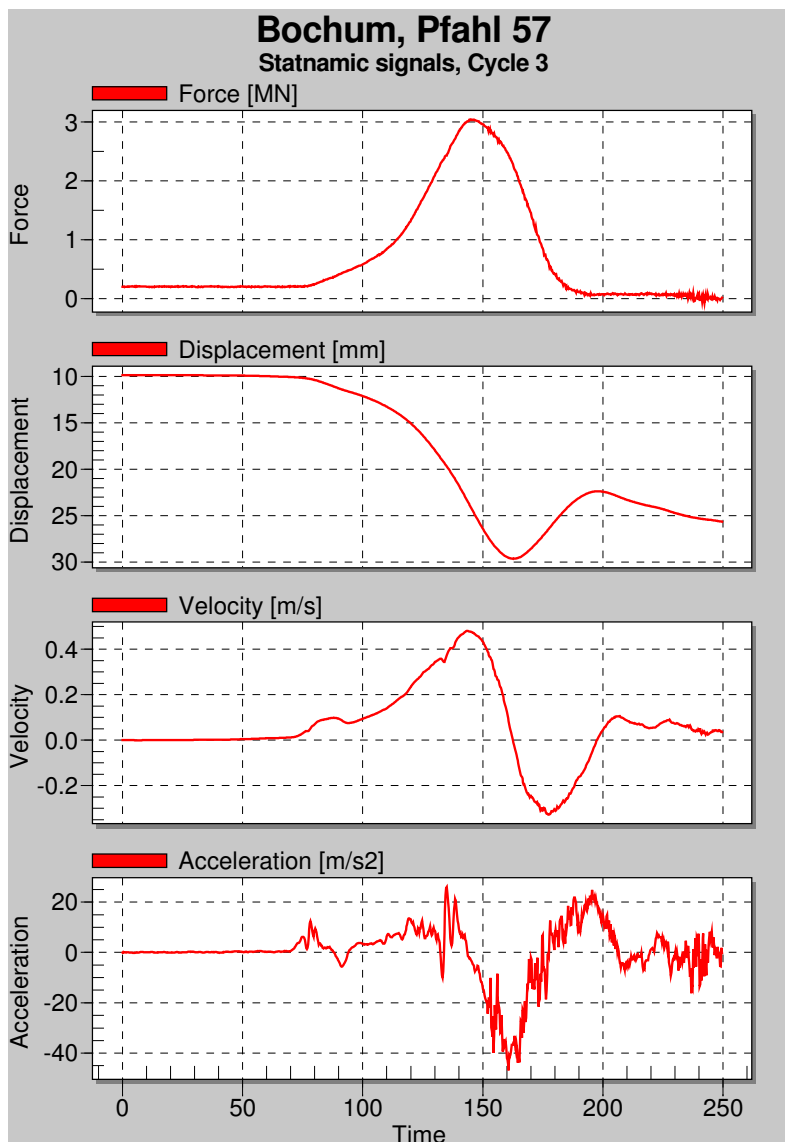 Bochum, Pfahl 57
Statnamic signals, Cycle 3
Force [MN]
3
2
1
0
Force
Displacement [mm]
10
15
20
25
30
Displacement
Velocity [m/s]
0.4
0.2
0.0
-0.2
Velocity
Acceleration [m/s2]
20
0
-20
-40
Acceleration
0 50 100 150 200 250
Time